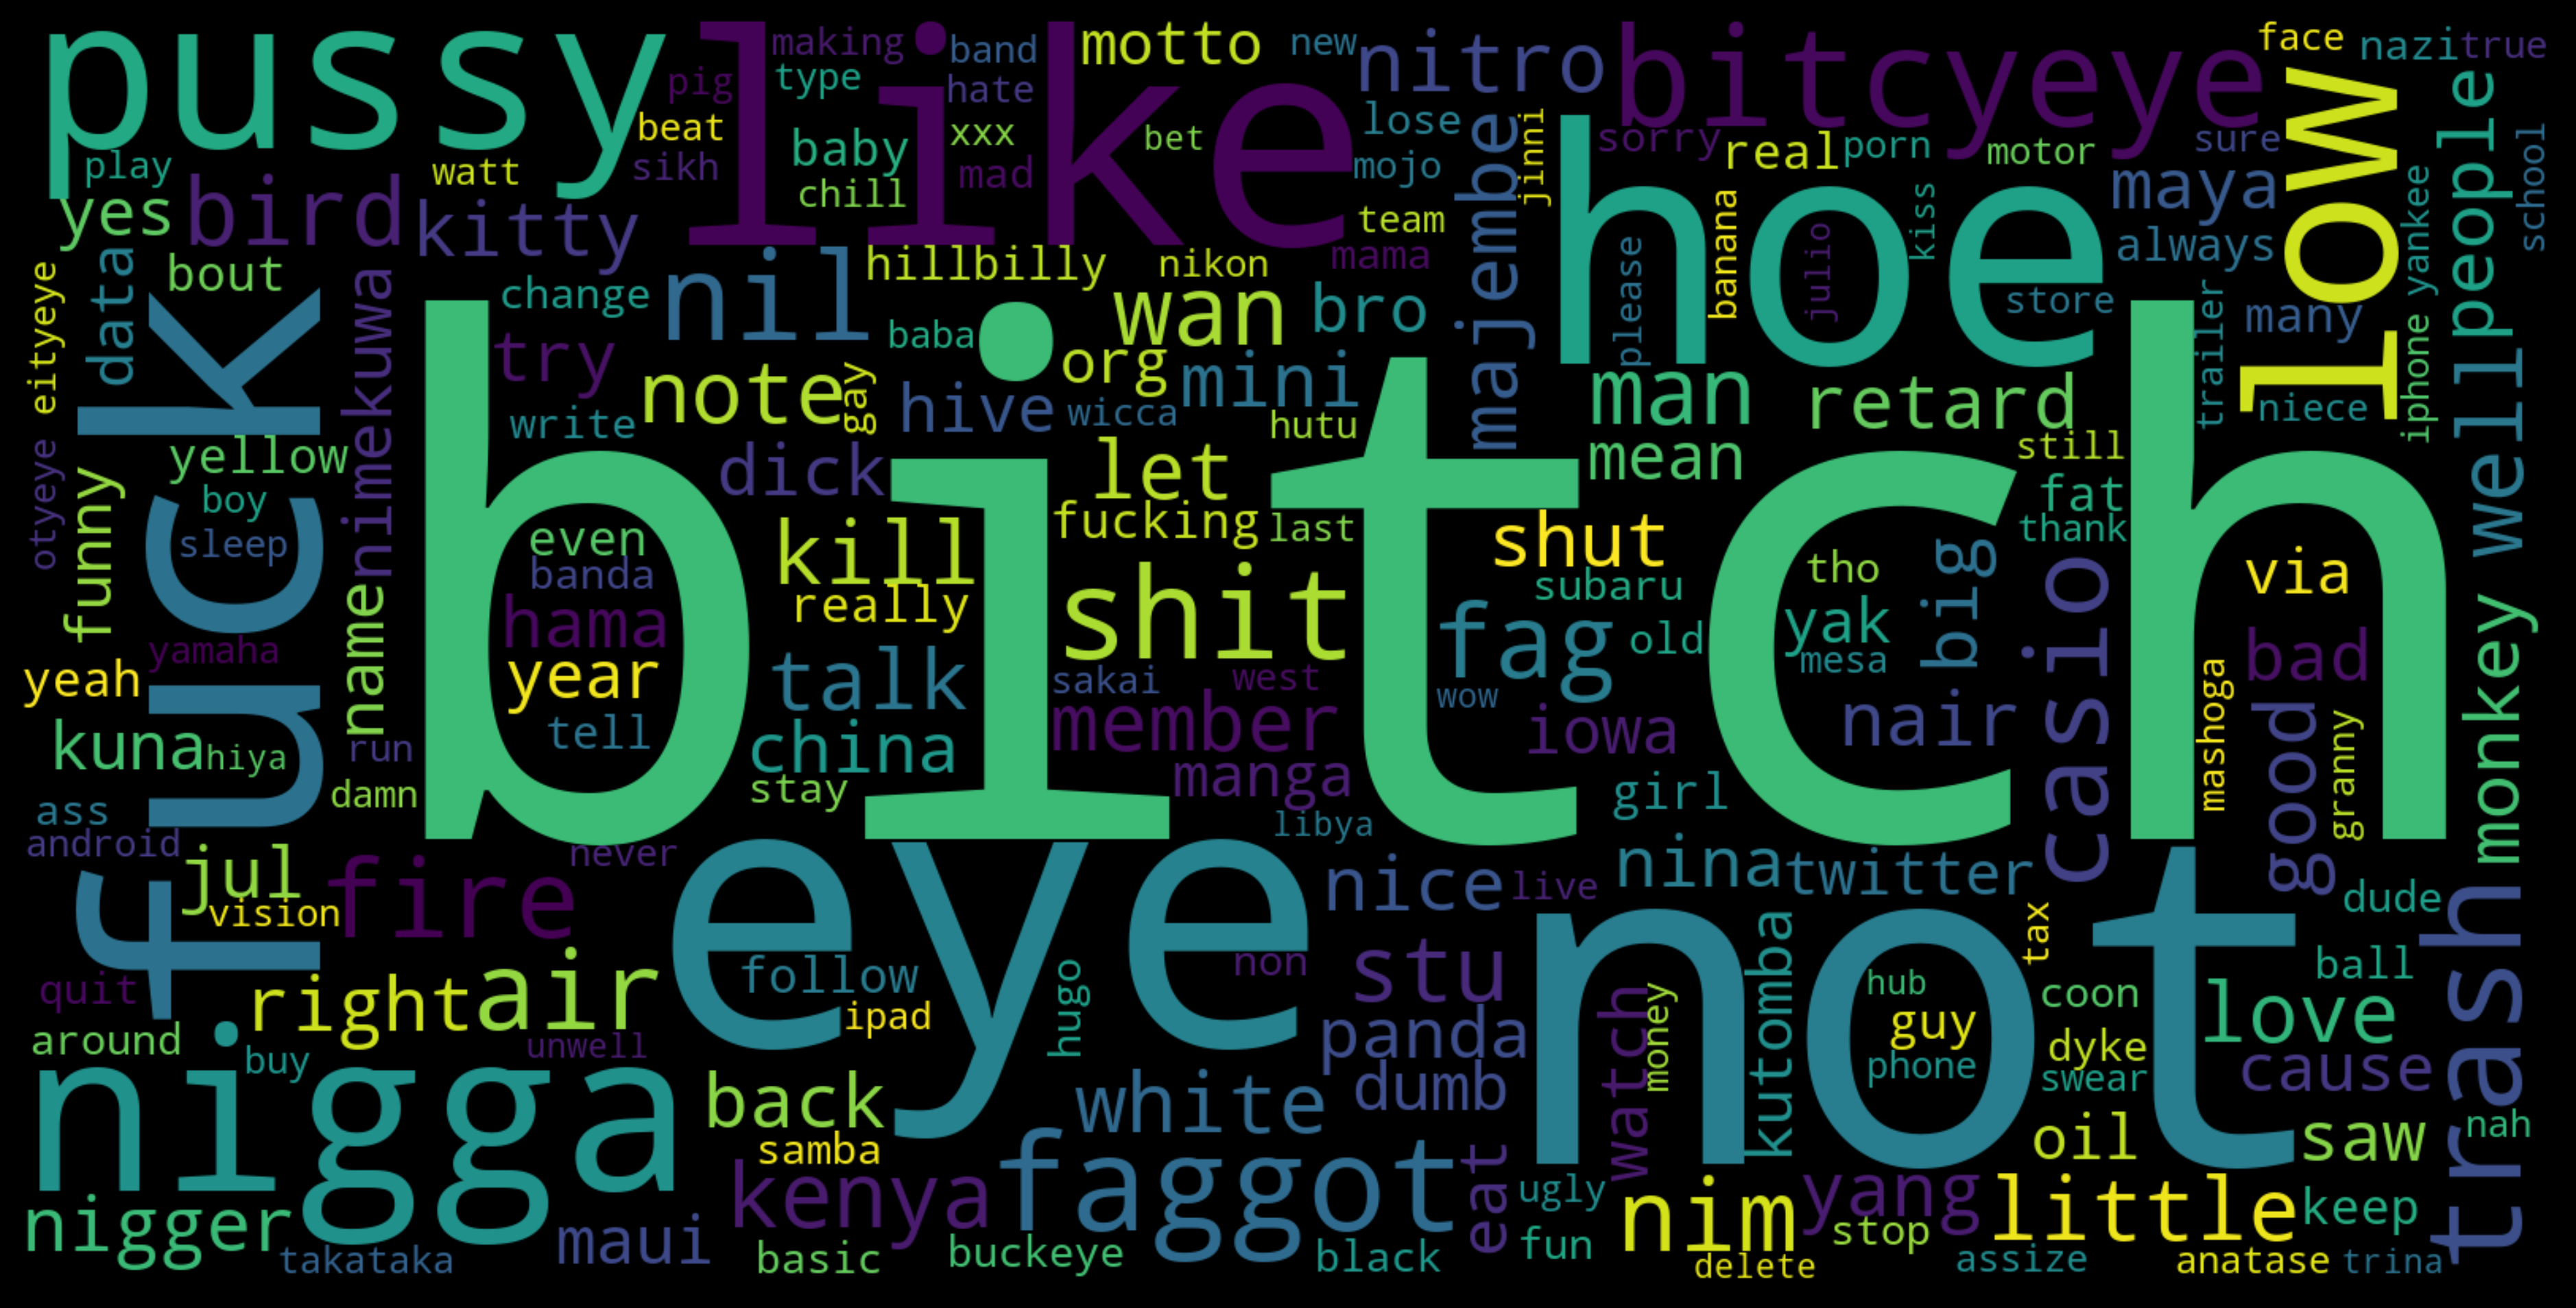 pussy
like
making
band
motto
new
nitro
bitcyeye
face
nazi
true
pig
type
hate
low
people
beat
baby
xxx
bet
lose
majembe
jinni
sorry
real
porn
motor
sure
school
play
watt
sikh
chill
mad
mojo
hoe
maya
yankee
yes
bird
kitty
team
banana
kiss
always
data
bout
nimekuwa
change
nil
hillbilly
nikon
mama
please
julio
store
trailer
many
eityeye
fuck
bitch
try
baba
wan
bro
iphone
well
note
gay
org
mini
man
retard
niece
write
hive
wicca
hutu
mean
still
otyeye
yellow
dick
let
fat
boy
funny
sleep
even
kill
fucking
last
shut
tho
big
thank
via
banda
really
shit
subaru
casio
monkey
name
hama
fag
old
yak
mesa
bad
yamaha
yeah
year
talk
sakai
west
wow
mashoga
kuna
hiya
run
tell
china
member
iowa
nair
good
granny
damn
stay
manga
girl
ass
libya
android
jul
fire
never
eye
not
nice
live
nina
twitter
trash
dude
vision
quit
right
air
follow
hugo
non
stu
watch
kutomba
tax
ball
around
ipad
panda
money
hub
guy
coon
love
buy
unwell
dumb
phone
dyke
swear
cause
nigga
back
white
samba
faggot
eat
oil
saw
nah
nigger
kenya
ugly
nim
yang
little
keep
takataka
maui
basic
buckeye
black
fun
stop
delete
assize
anatase
trina